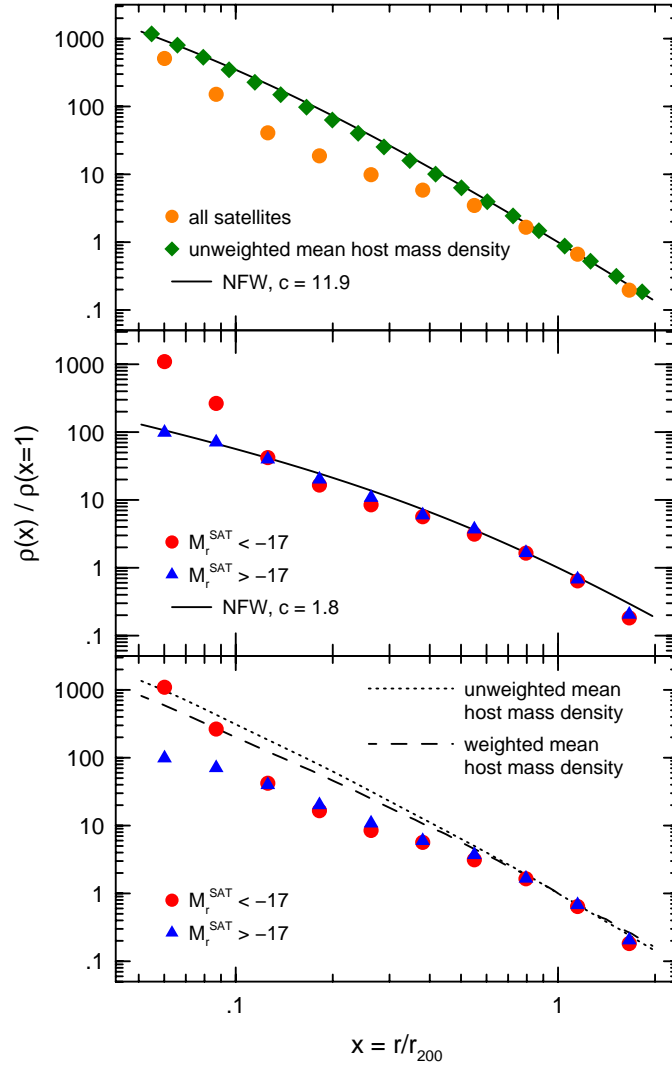 1000
100
10
1
.1
all satellites
unweighted mean host mass density
NFW, c = 11.9
1000
100
10
1
.1
M_r^SAT < −17
M_r^SAT > −17
NFW, c = 1.8
ρ(x) / ρ(x=1)
1000
100
10
1
.1
unweighted mean
host mass density
weighted mean
host mass density
M_r^SAT < −17
M_r^SAT > −17
.1
1
x = r/r_200